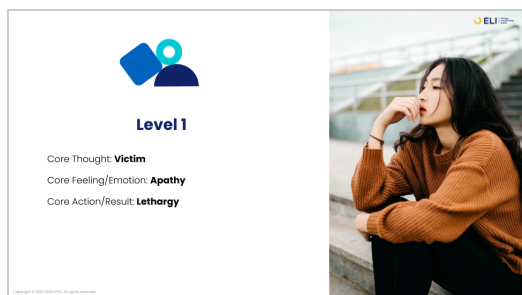 ELI
Level 1
Core Thought: Victim
Core Feeling/Emotion: Apathy
Core Action/Result: Lethargy